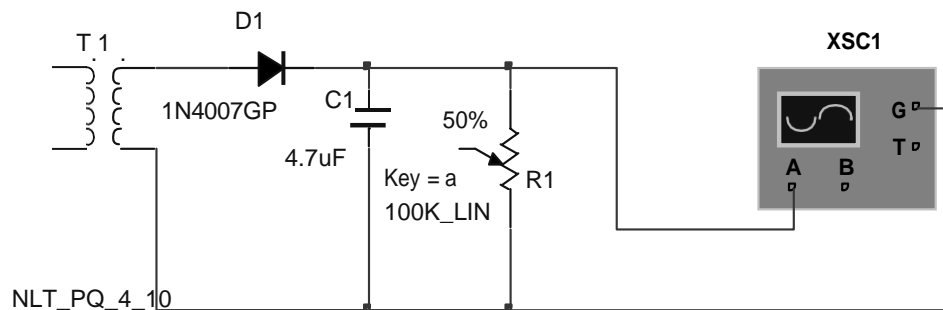 D1
T 1
XSC1
1N4007GP
C1
50%
G
T
4.7uF
A B
Key = a
R1
100K_LIN
NLT_PQ_4_10